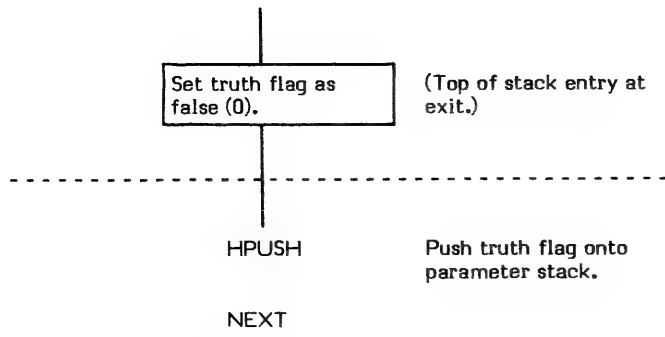 Set truth flag as
false (0).
(Top of stack entry at
exit.)
HPUSH
Push truth flag onto
parameter stack.
NEXT